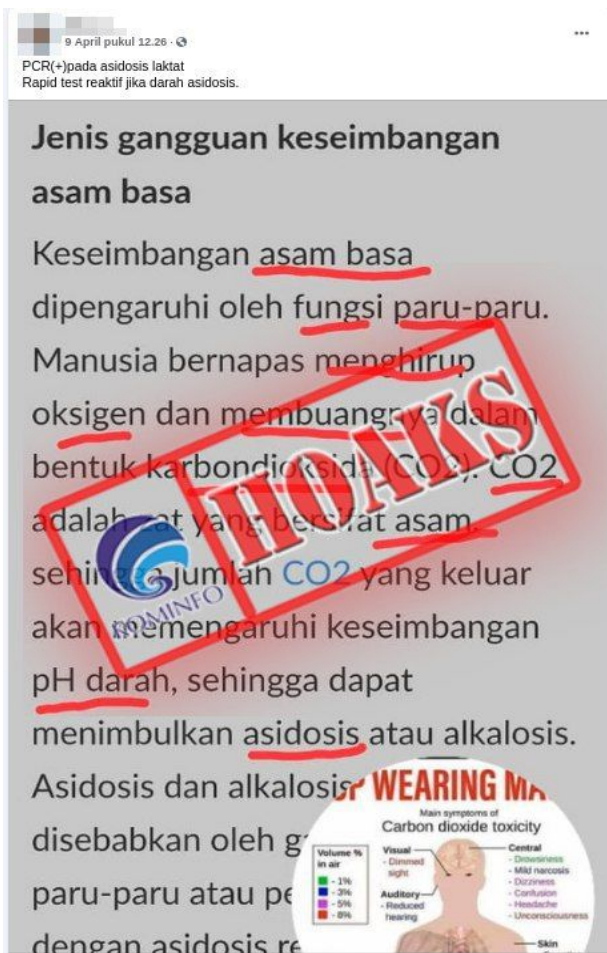 9 April pukul 12.26 ·
PCR(+)pada asidosis laktat
Rapid test reaktif jika darah asidosis.
Jenis gangguan keseimbangan
asam basa
Keseimbangan asam basa
dipengaruhi oleh fungsi paru-paru.
Manusia bernapas menghirup
oksigen dan membuangnya dalam
bentuk karbondioksida (CO2). CO2
adalah zat yang bersifat asam,
sehingga jumlah CO2 yang keluar
akan memengaruhi keseimbangan
pH darah, sehingga dapat
menimbulkan asidosis atau alkalosis.
Asidosis dan alkalosis
disebabkan oleh
paru-paru atau
dengan asidosis
HOAKS
KOMINFO
WEARING
Main symptoms of
Carbon dioxide toxicity
Volume %
in air
- 1%
- 3%
- 5%
- 8%
Visual
- Dimmed
sight
Auditory
- Reduced
hearing
Central
- Drowsiness
- Mild narcosis
- Dizziness
- Confusion
- Headache
- Unconsciousness
Skin